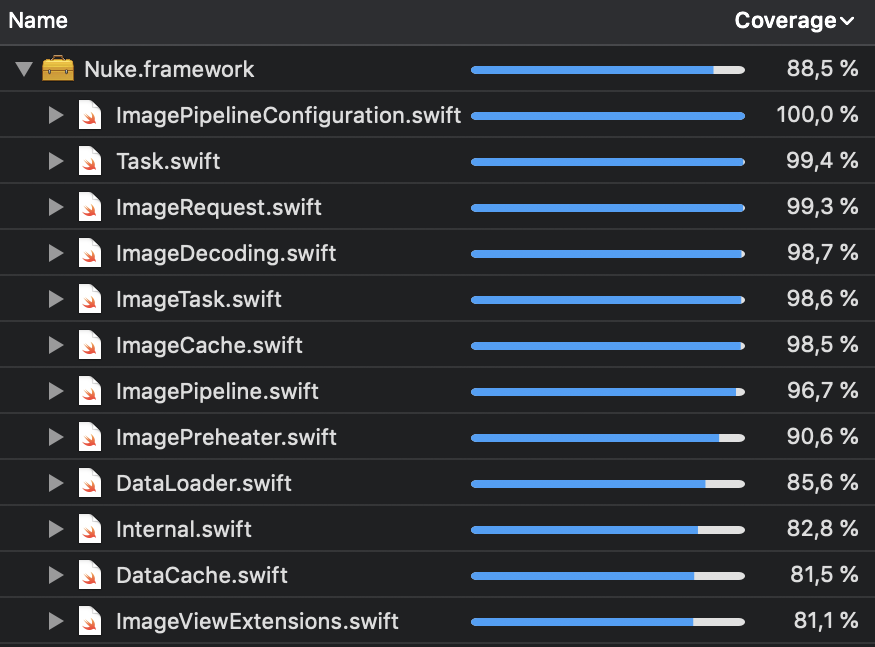 Name Coverage
Nuke.framework 88,5 %
ImagePipelineConfiguration.swift 100,0 %
Task.swift 99,4 %
ImageRequest.swift 99,3 %
ImageDecoding.swift 98,7 %
ImageTask.swift 98,6 %
ImageCache.swift 98,5 %
ImagePipeline.swift 96,7 %
ImagePreheater.swift 90,6 %
DataLoader.swift 85,6 %
Internal.swift 82,8 %
DataCache.swift 81,5 %
ImageViewExtensions.swift 81,1 %